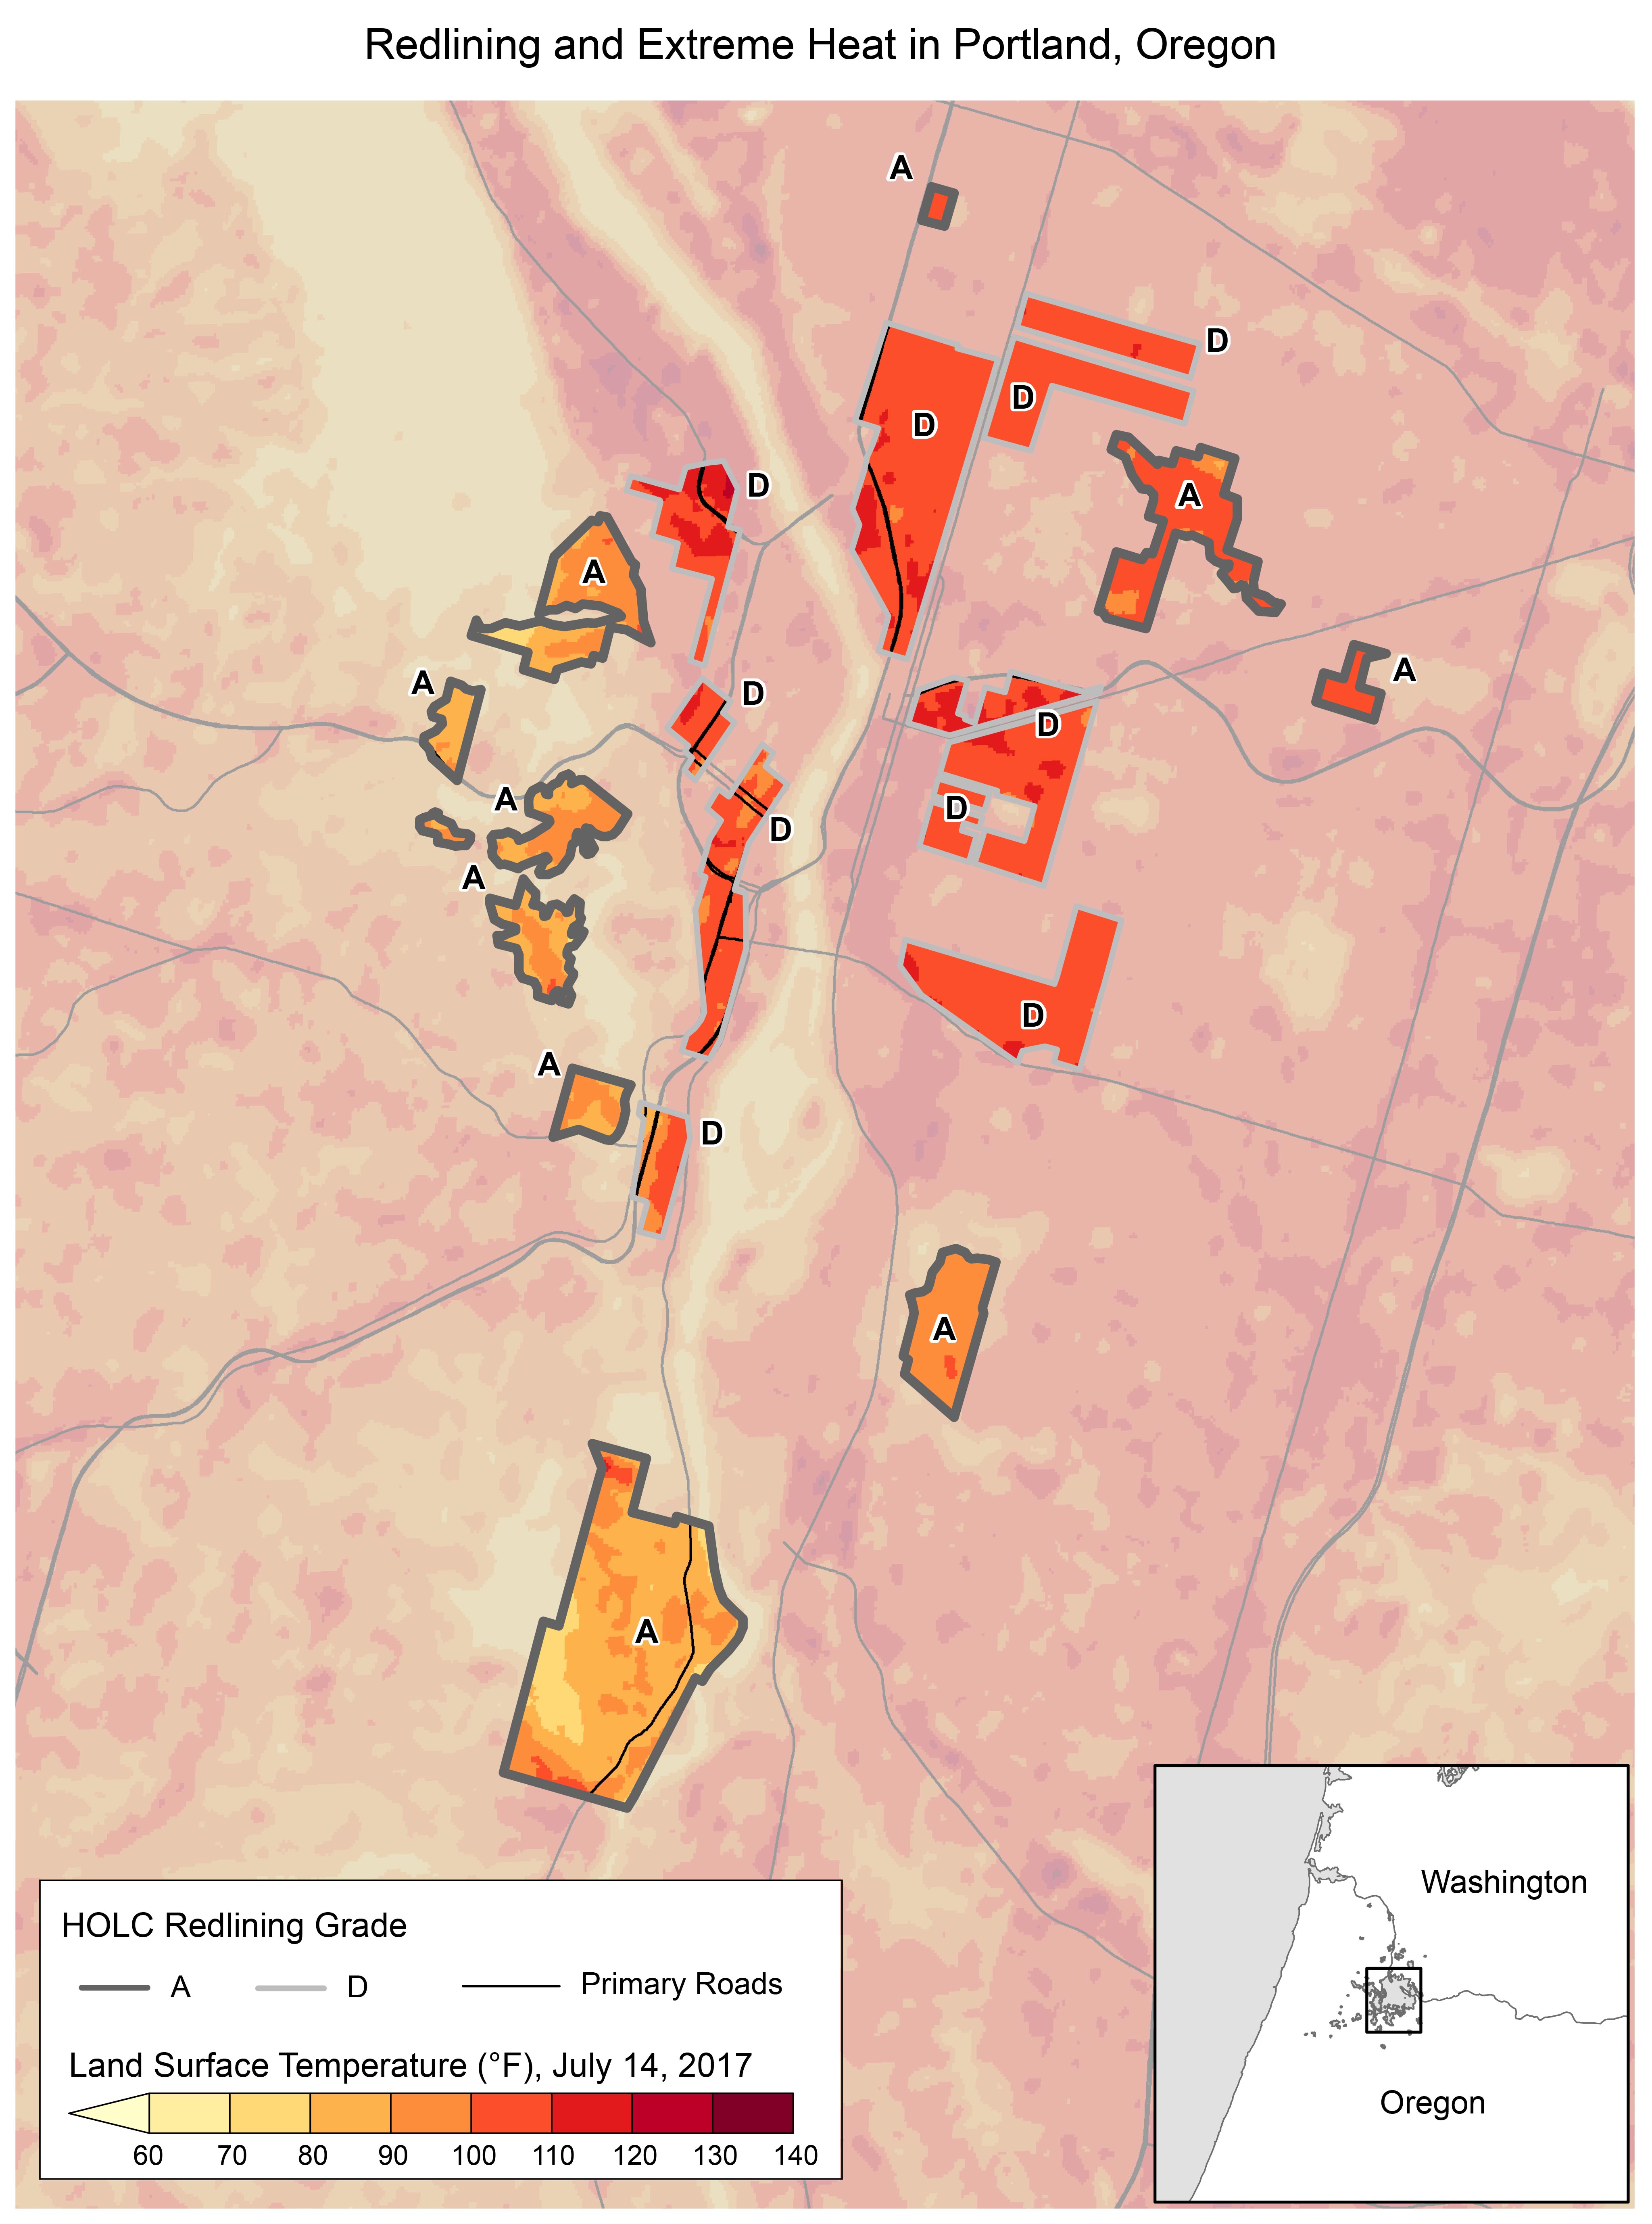 Redlining and Extreme Heat in Portland, Oregon
A
D
D
D
A
D
A
A
A
D
D
A
D
A
D
A
D
A
D
A
A
Washington
Oregon
HOLC Redlining Grade
A D Primary Roads
Land Surface Temperature (°F), July 14, 2017
60 70 80 90 100 110 120 130 140